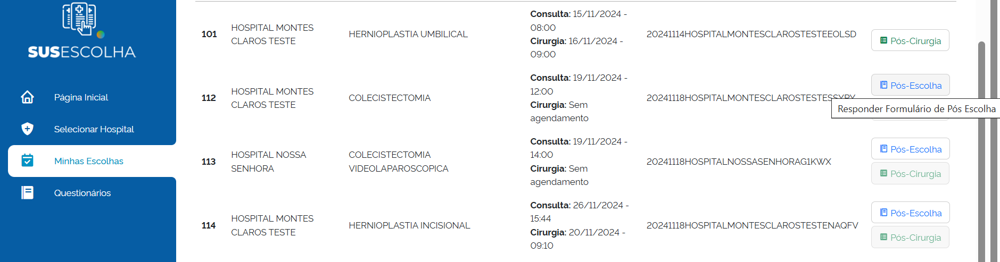 SUSESCOLHA
Página Inicial
Selecionar Hospital
Minhas Escolhas
Questionários
101
HOSPITAL MONTES
CLAROS TESTE
HERNIOPLASTIA UMBILICAL
Consulta: 15/11/2024 -
08:00
Cirurgia: 16/11/2024 -
09:00
20241114HOSPITALMONTESCLAROSTESTEEOLSD
Pós-Cirurgia
112
HOSPITAL MONTES
CLAROS TESTE
COLECISTECTOMIA
Consulta: 19/11/2024 -
12:00
Cirurgia: Sem
agendamento
Pós-Escolha
Responder Formulário de Pós Escolha
113
HOSPITAL NOSSA
SENHORA
COLECISTECTOMIA
VIDEOLAPAROSCOPICA
Consulta: 19/11/2024 -
14:00
Cirurgia: Sem
agendamento
20241118HOSPITALNOSSASENHORAG1KWX
Pós-Escolha
Pós-Cirurgia
114
HOSPITAL MONTES
CLAROS TESTE
HERNIOPLASTIA INCISIONAL
Consulta: 26/11/2024 -
15:44
Cirurgia: 20/11/2024 -
09:10
20241118HOSPITALMONTESCLAROSTESTENAQFV
Pós-Escolha
Pós-Cirurgia